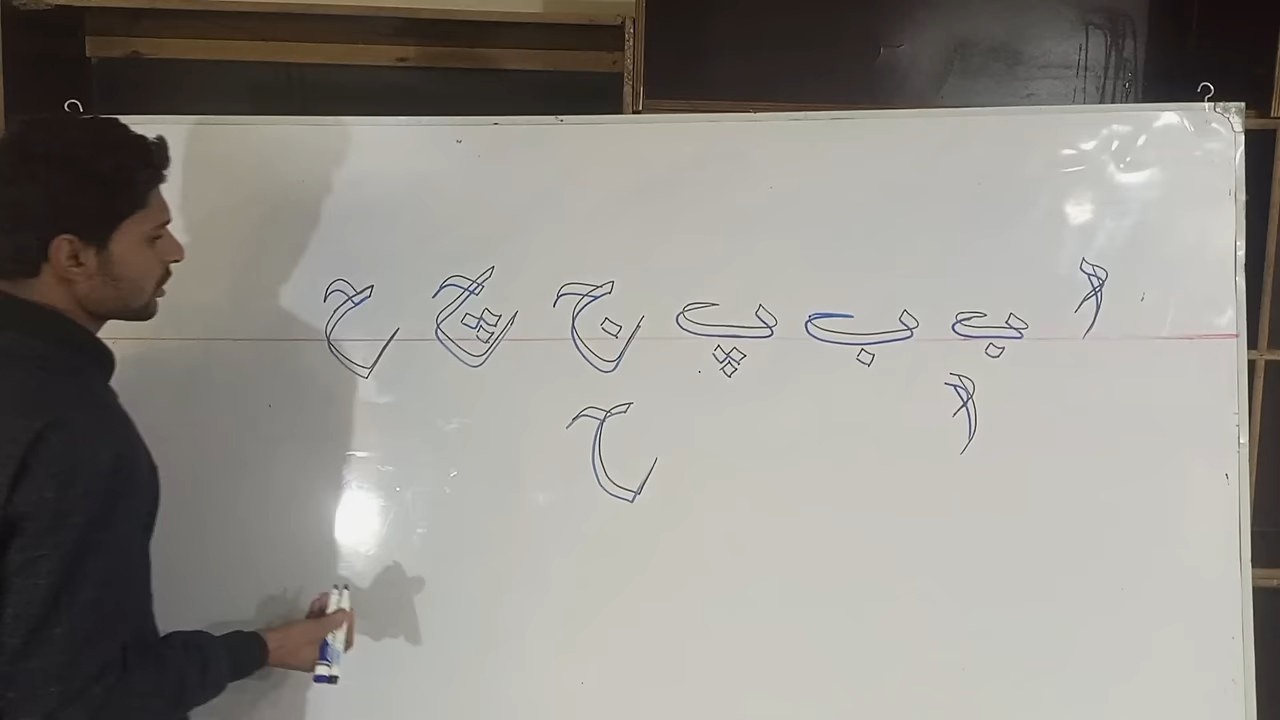 ا ب ب پ ج چ ح
ا ح